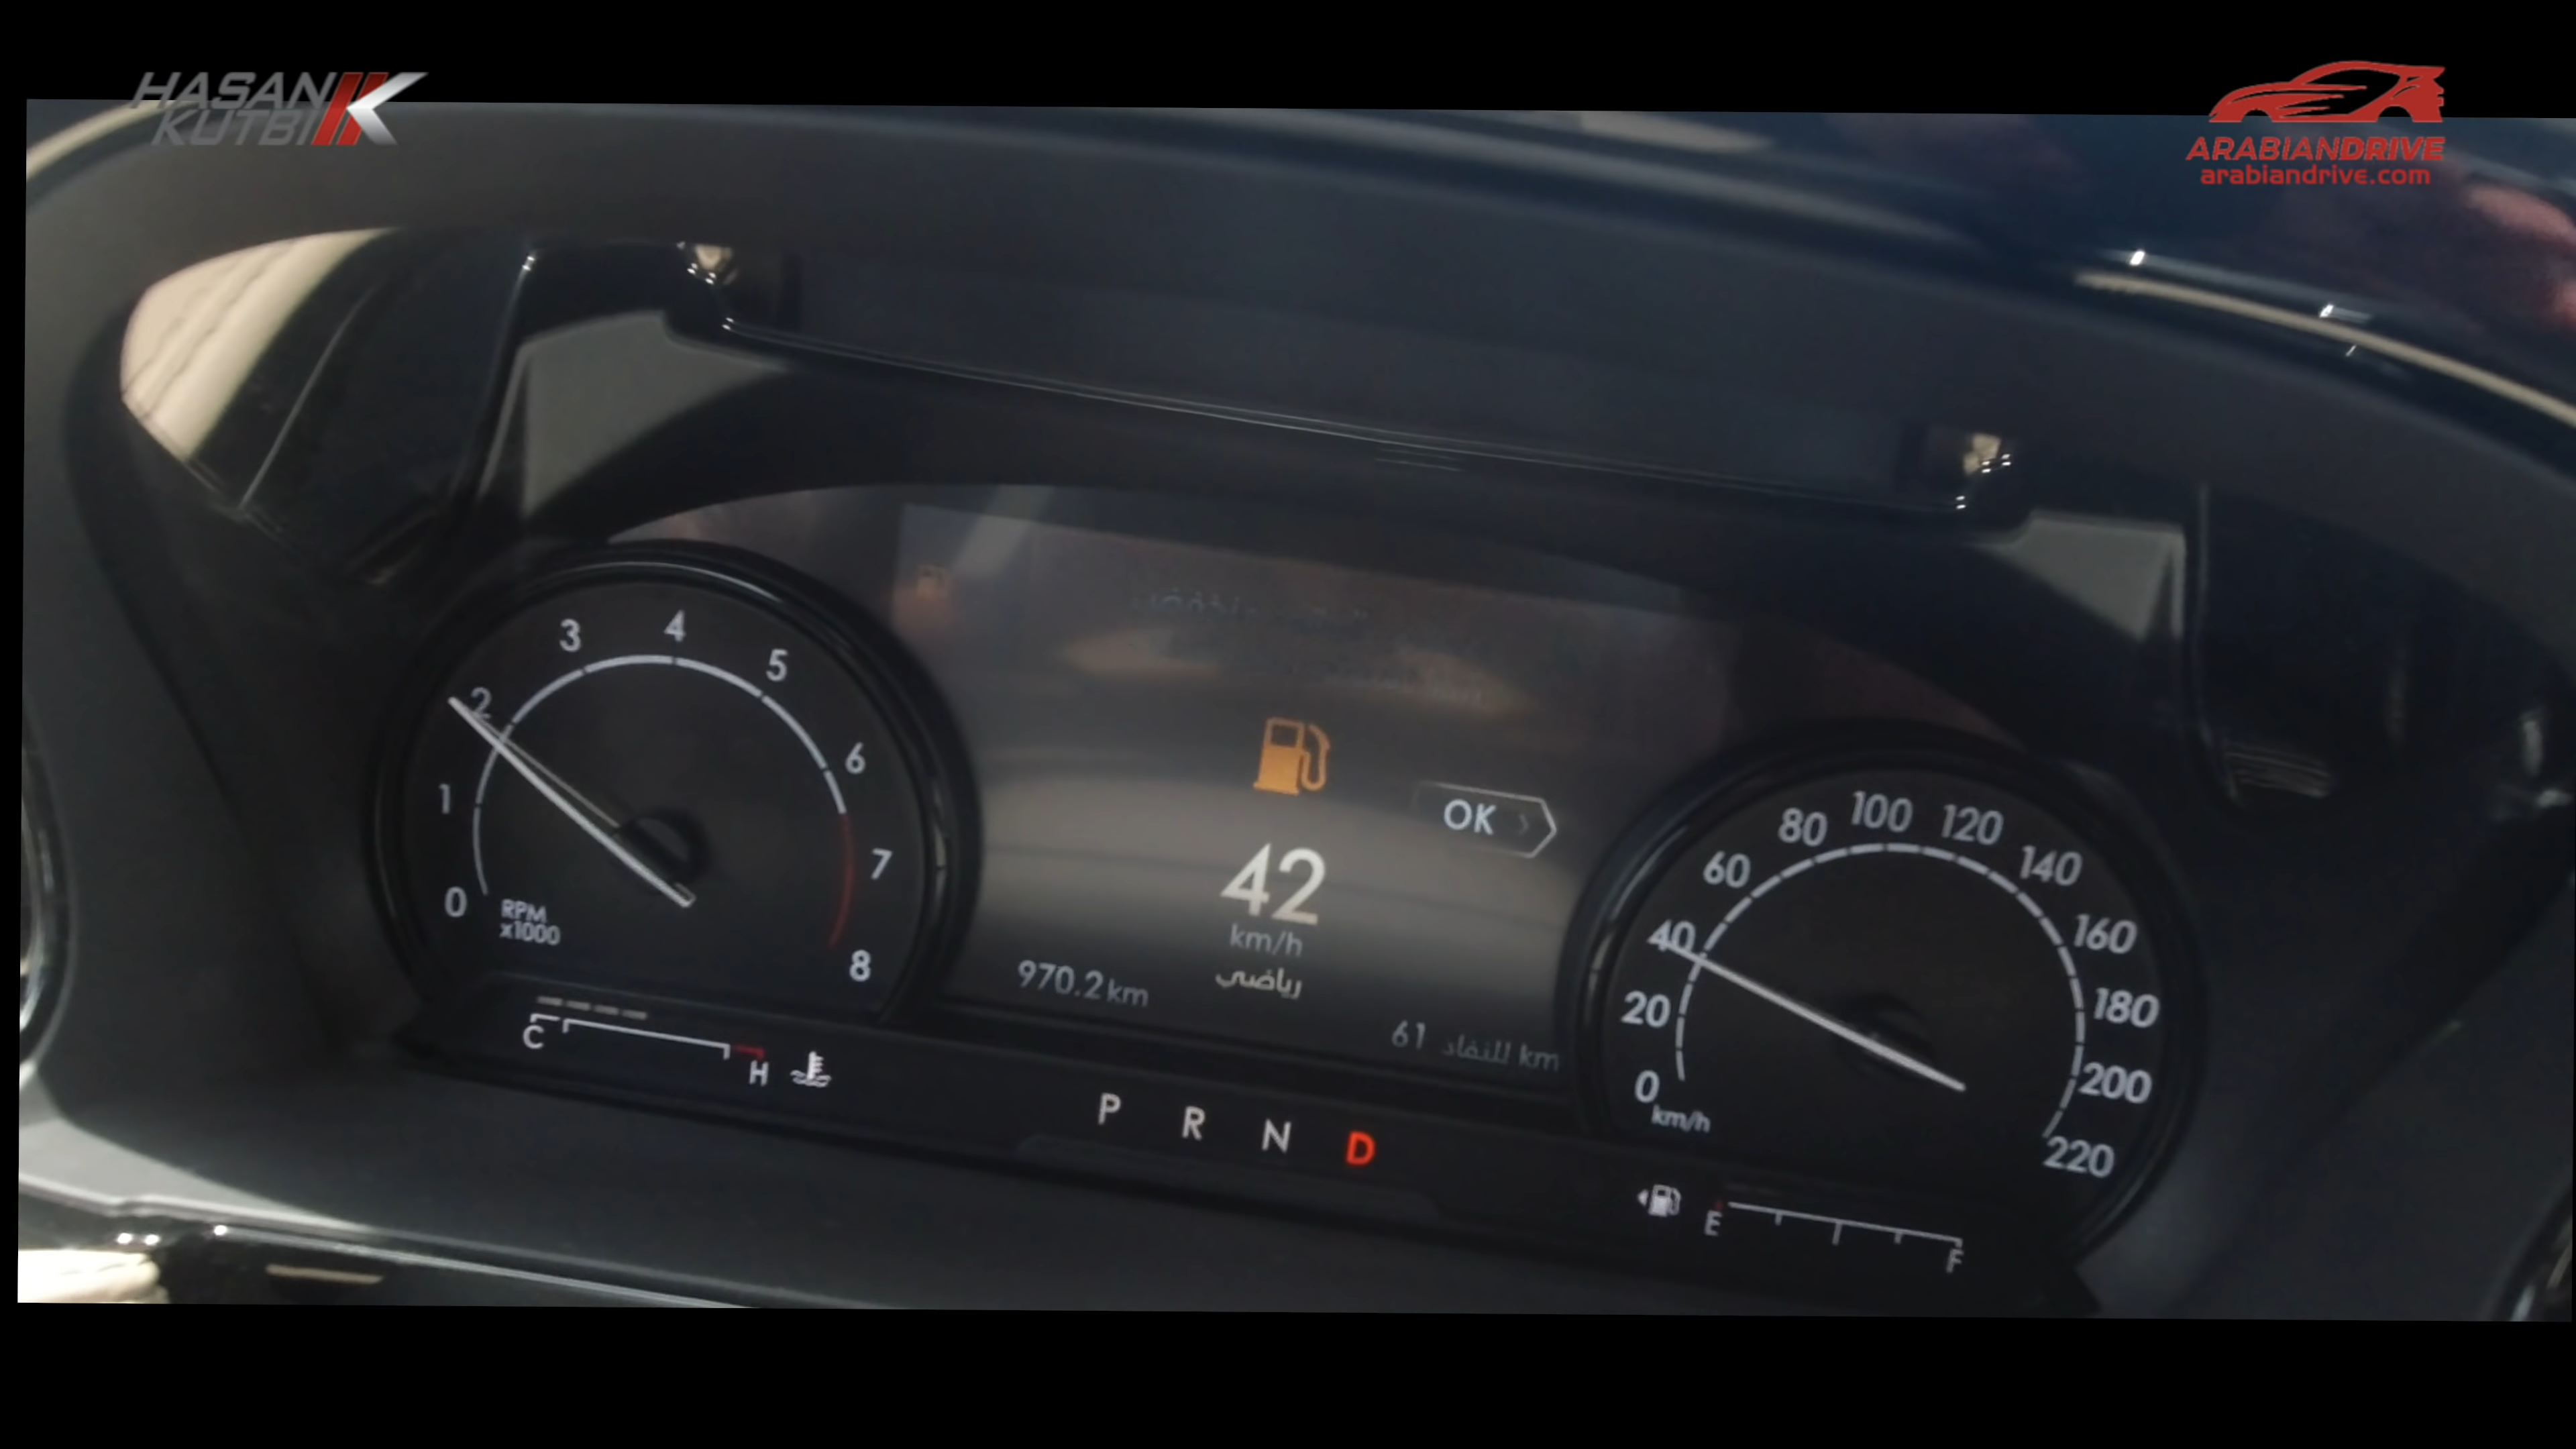 HASAN
KUTBI
ARABIANDRIVE
arabiandrive.com
0
1
2
3
4
5
6
7
8
RPM
x1000
OK
42
km/h
رياضي
970.2 km
61 للنفاد km
0
20
40
60
80
100
120
140
160
180
200
220
km/h
C
H
P R N D
E
F